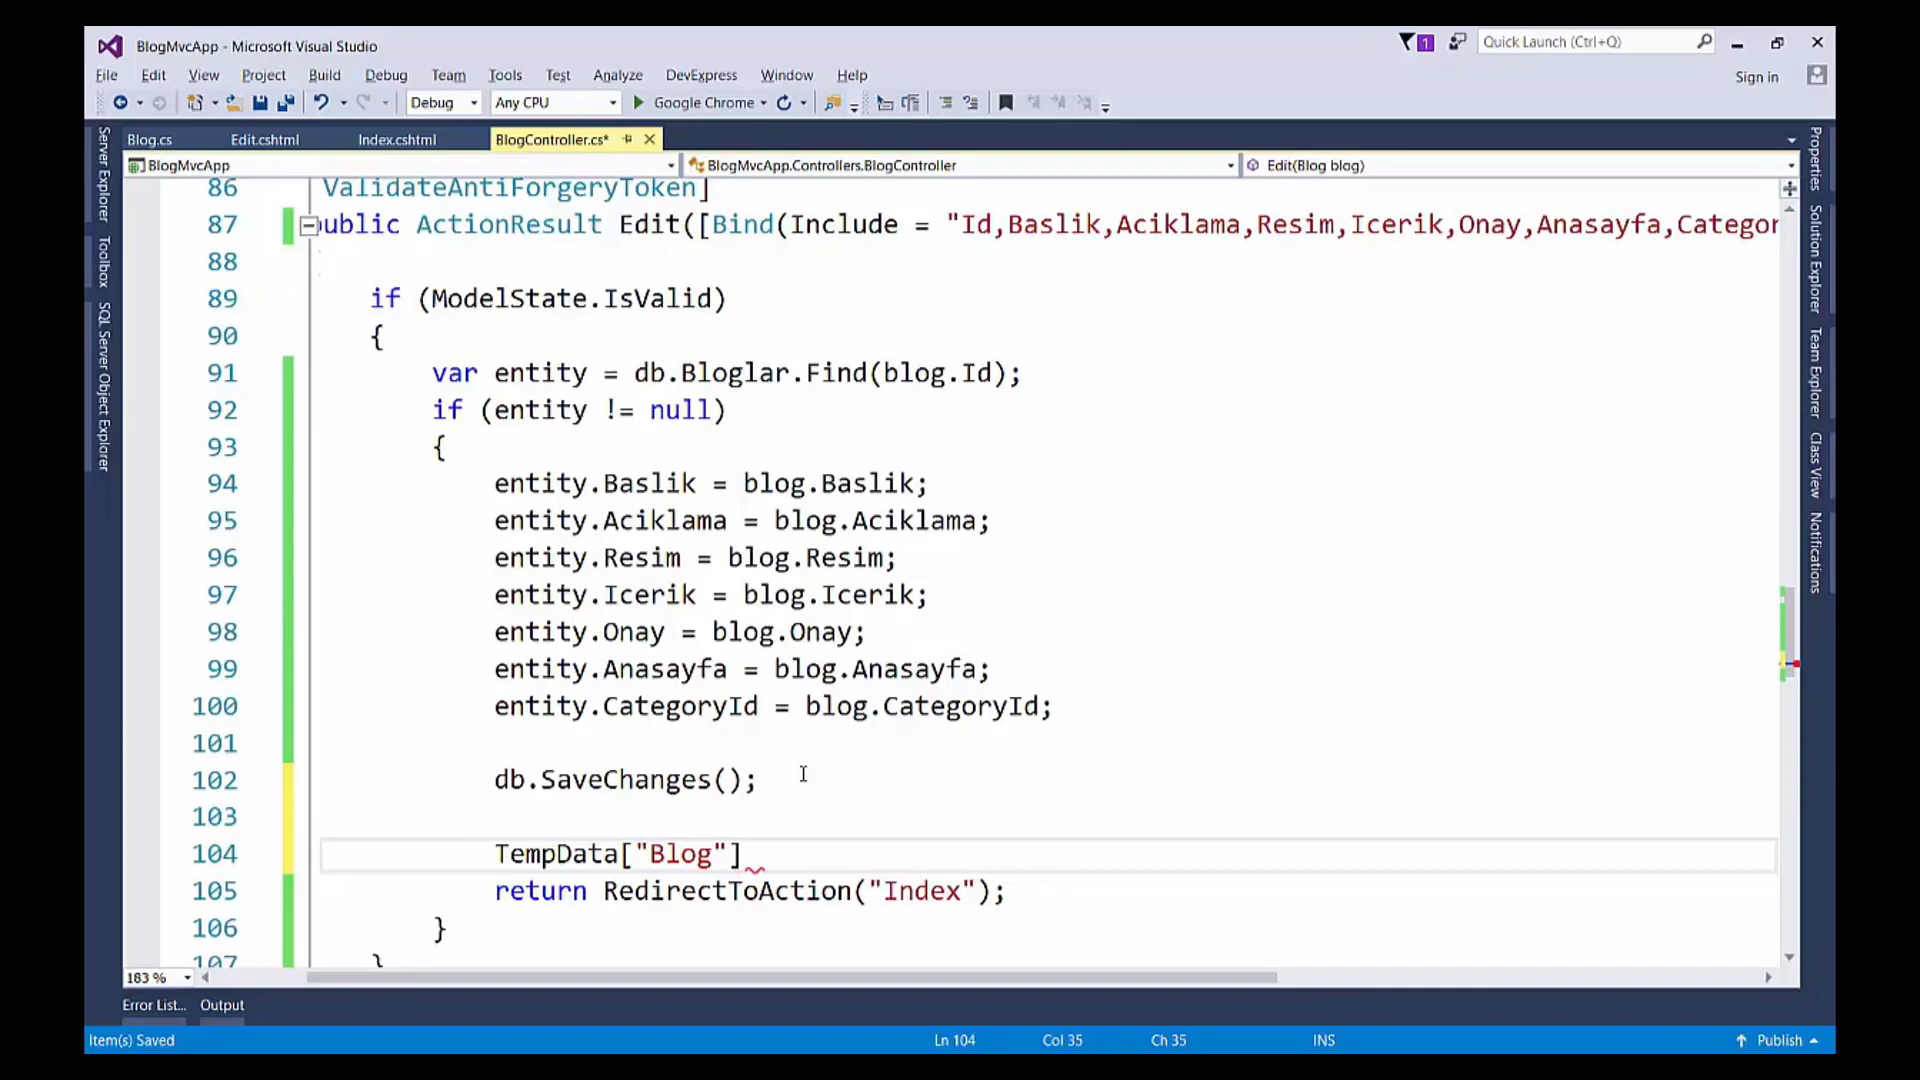 BlogMvcApp - Microsoft Visual Studio
1
Quick Launch (Ctrl+Q)
File Edit View Project Build Debug Team Tools Test Analyze DevExpress Window Help
Sign in
Debug Any CPU Google Chrome
Blog.cs Edit.cshtml Index.cshtml BlogController.cs*
BlogMvcApp BlogMvcApp.Controllers.BlogController Edit(Blog blog)
86 ValidateAntiForgeryToken]
87 ublic ActionResult Edit([Bind(Include = "Id,Baslik,Aciklama,Resim,Icerik,Onay,Anasayfa,Categor
88
89 if (ModelState.IsValid)
90 {
91 var entity = db.Bloglar.Find(blog.Id);
92 if (entity != null)
93 {
94 entity.Baslik = blog.Baslik;
95 entity.Aciklama = blog.Aciklama;
96 entity.Resim = blog.Resim;
97 entity.Icerik = blog.Icerik;
98 entity.Onay = blog.Onay;
99 entity.Anasayfa = blog.Anasayfa;
100 entity.CategoryId = blog.CategoryId;
101
102 db.SaveChanges();
103
104 TempData["Blog"]
105 return RedirectToAction("Index");
106 }
107 }
183 %
Error List... Output
Item(s) Saved Ln 104 Col 35 Ch 35 INS Publish
Server Explorer
Toolbox
SQL Server Object Explorer
Properties
Solution Explorer
Team Explorer
Class View
Notifications